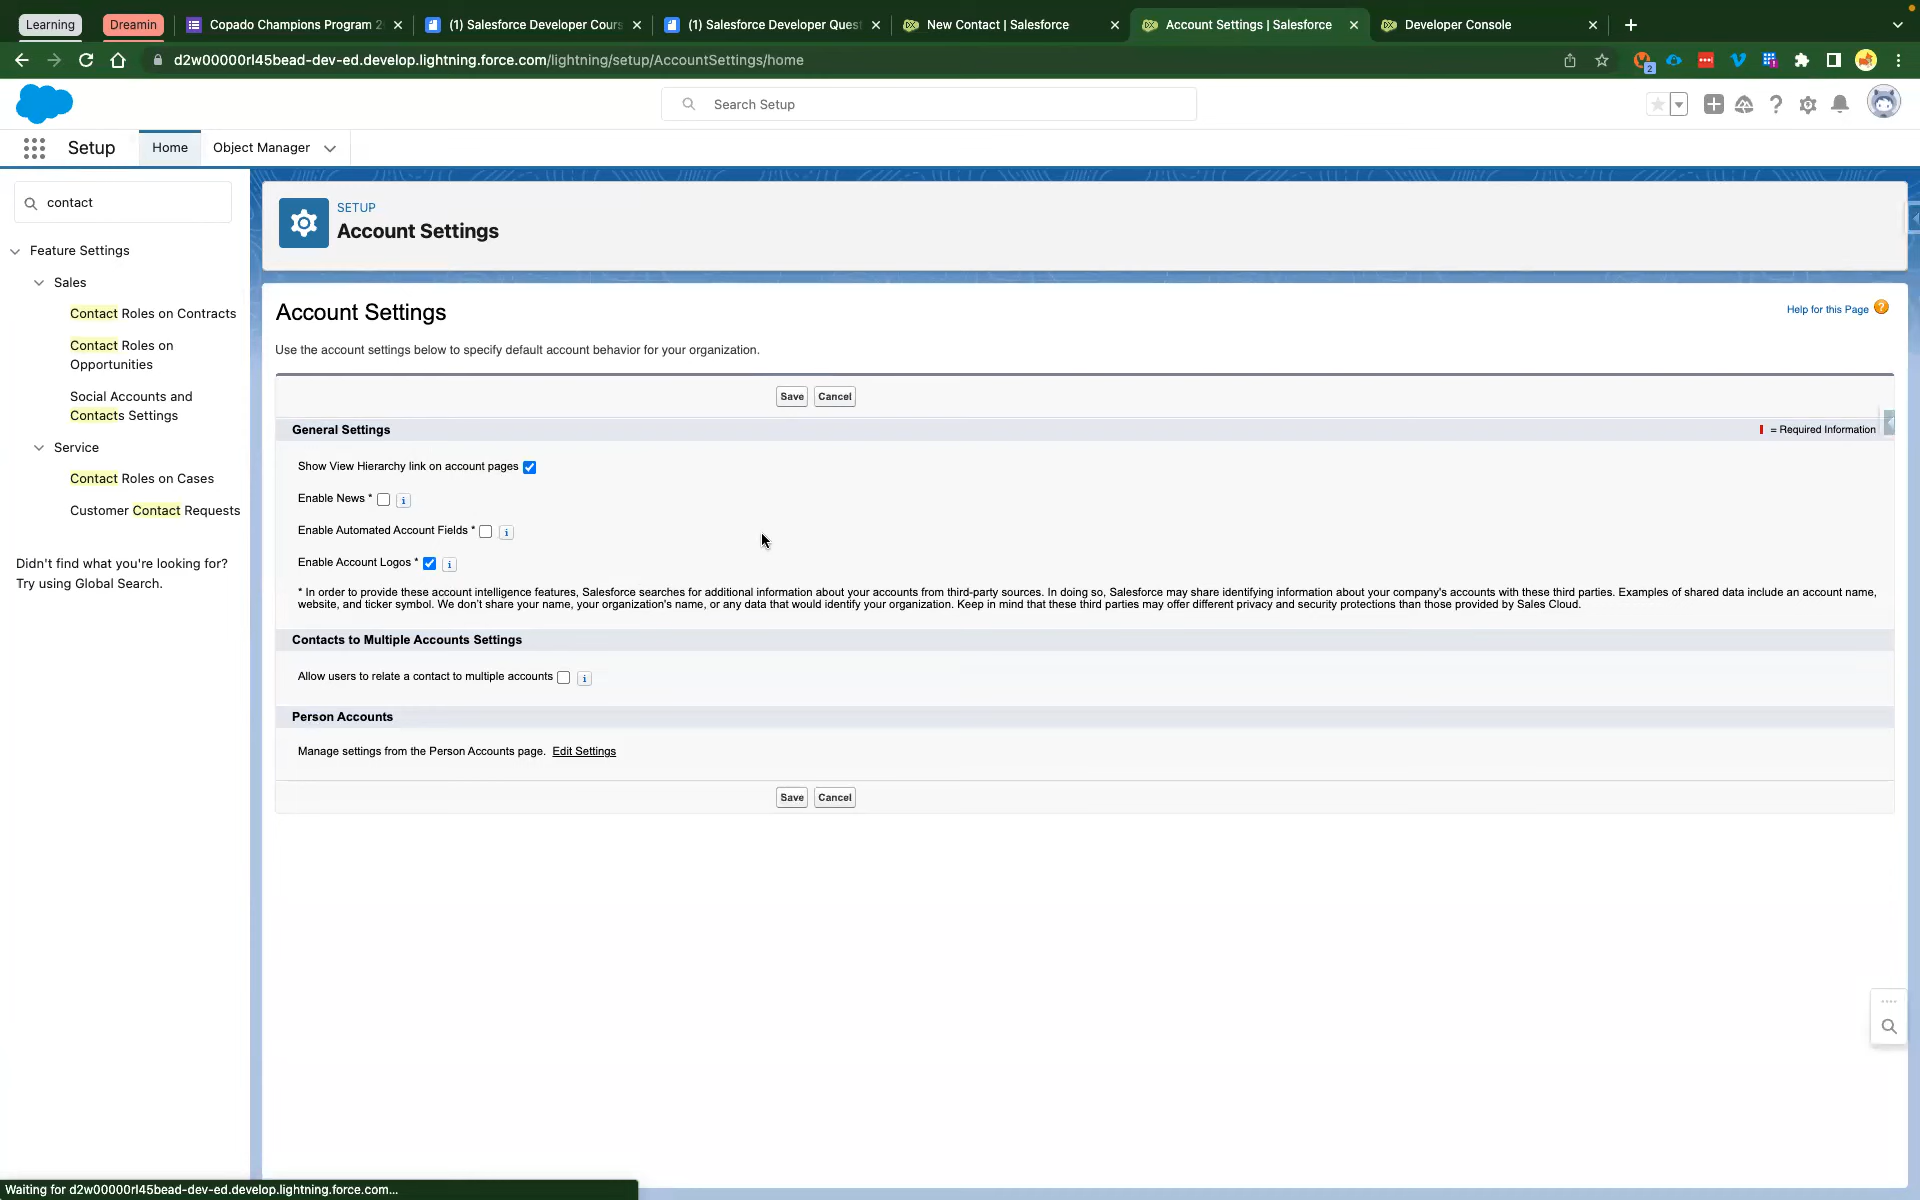 Learning
Dreamin
Copado Champions Program 2
(1) Salesforce Developer Cours
(1) Salesforce Developer Quest
New Contact | Salesforce
Account Settings | Salesforce
Developer Console
d2w00000rl45bead-dev-ed.develop.lightning.force.com/lightning/setup/AccountSettings/home
2
Search Setup
Setup
Home
Object Manager
contact
Feature Settings
Sales
Contact Roles on Contracts
Contact Roles on
Opportunities
Social Accounts and
Contacts Settings
Service
Contact Roles on Cases
Customer Contact Requests
Didn't find what you're looking for?
Try using Global Search.
SETUP
Account Settings
Account Settings
Help for this Page
Use the account settings below to specify default account behavior for your organization.
Save Cancel
General Settings
= Required Information
Show View Hierarchy link on account pages
Enable News *
Enable Automated Account Fields *
Enable Account Logos *
* In order to provide these account intelligence features, Salesforce searches for additional information about your accounts from third-party sources. In doing so, Salesforce may share identifying information about your company's accounts with these third parties. Examples of shared data include an account name,
website, and ticker symbol. We don't share your name, your organization's name, or any data that would identify your organization. Keep in mind that these third parties may offer different privacy and security protections than those provided by Sales Cloud.
Contacts to Multiple Accounts Settings
Allow users to relate a contact to multiple accounts
Person Accounts
Manage settings from the Person Accounts page. Edit Settings
Save Cancel
Waiting for d2w00000rl45bead-dev-ed.develop.lightning.force.com...